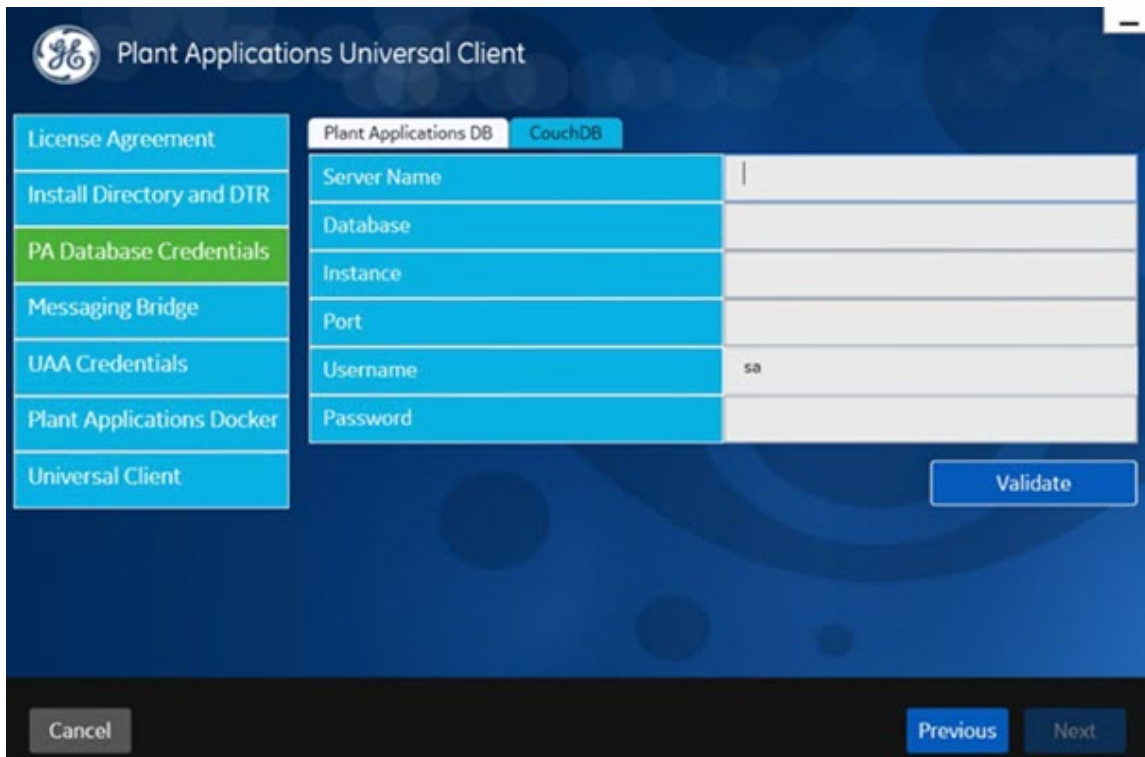 Plant Applications Universal Client
License Agreement
Install Directory and DTR
PA Database Credentials
Messaging Bridge
UAA Credentials
Plant Applications Docker
Universal Client
Plant Applications DB CouchDB
Server Name
Database
Instance
Port
Username sa
Password
Validate
Cancel Previous Next